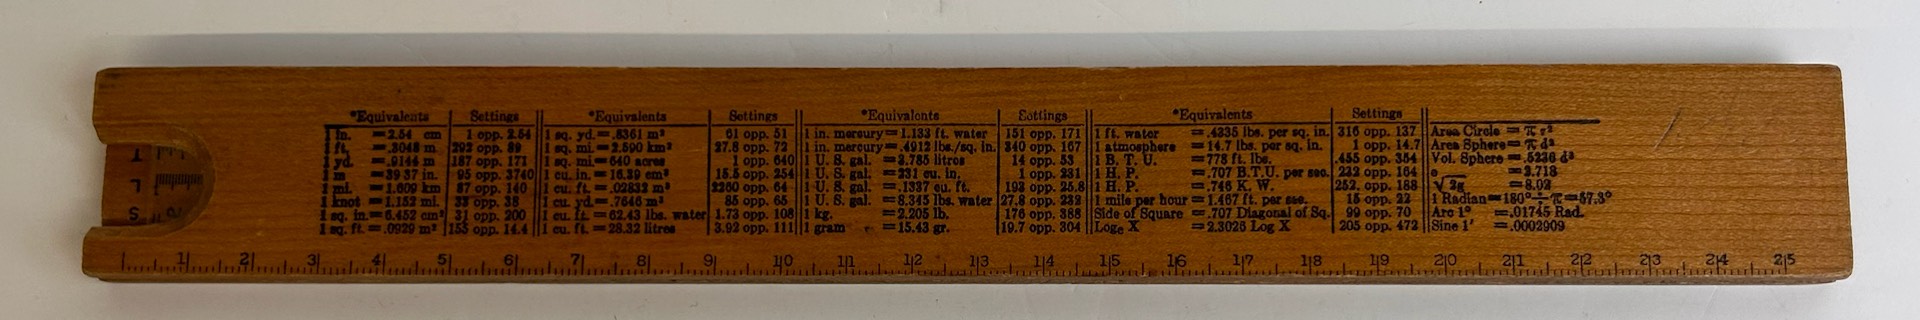 *Equivalents Settings *Equivalents Settings *Equivalents Settings *Equivalents Settings
1 in. =2.54 cm 1 opp. 2.54 1 sq. yd.=.8361 m² 61 opp. 51 1 in. mercury=1.133 ft. water 151 opp. 171 1 ft. water =.4335 lbs. per sq. in. 316 opp. 137 Area Circle = π r²
1 ft. =.3048 m 292 opp. 89 1 sq. mi.=2.590 km² 27.8 opp. 72 1 in. mercury=.4912 lbs./sq. in. 340 opp. 167 1 atmosphere =14.7 lbs. per sq. in. 1 opp. 14.7 Area Sphere= π d²
1 yd. =.9144 m 187 opp. 171 1 sq. mi=640 acres 1 opp. 640 1 U. S. gal. =3.785 litres 14 opp. 53 1 B. T. U. =778 ft. lbs. .455 opp. 354 Vol. Sphere =.5236 d³
1 m =39 37 in. 95 opp. 3740 1 cu. in. =16.39 cm³ 15.5 opp. 254 1 U. S. gal. =231 cu. in. 1 opp. 231 1 H. P. =.707 B.T.U. per sec. 232 opp. 164 e =2.718
1 mi. =1.609 km 87 opp. 140 1 cu. ft. =.02832 m³ 2260 opp. 64 1 U. S. gal. =.1337 cu. ft. 193 opp. 25.8 1 H. P. =.746 K. W. 252. opp. 188 √2g =8.02
1 knot =1.152 mi. 33 opp. 38 1 cu. yd.=.7646 m³ 85 opp. 65 1 U. S. gal. =8.345 lbs. water 27.8 opp. 232 1 mile per hour=1.467 ft. per sec. 15 opp. 22 1 Radian=180°÷π=57.3°
1 sq. in.=6.452 cm² 31 opp. 200 1 cu. ft. =62.43 lbs. water 1.73 opp. 108 1 kg. =2.205 lb. 176 opp. 388 Side of Square =.707 Diagonal of Sq. 99 opp. 70 Arc 1° =.01745 Rad.
1 sq. ft.=.0929 m² 155 opp. 14.4 1 cu. ft. =28.32 litres 3.92 opp. 111 1 gram =15.43 gr. 19.7 opp. 304 Logₑ X =2.3026 Log X 205 opp. 472 Sine 1' =.0002909
T
L
S
1 2 3 4 5 6 7 8 9 10 11 12 13 14 15 16 17 18 19 20 21 22 23 24 25